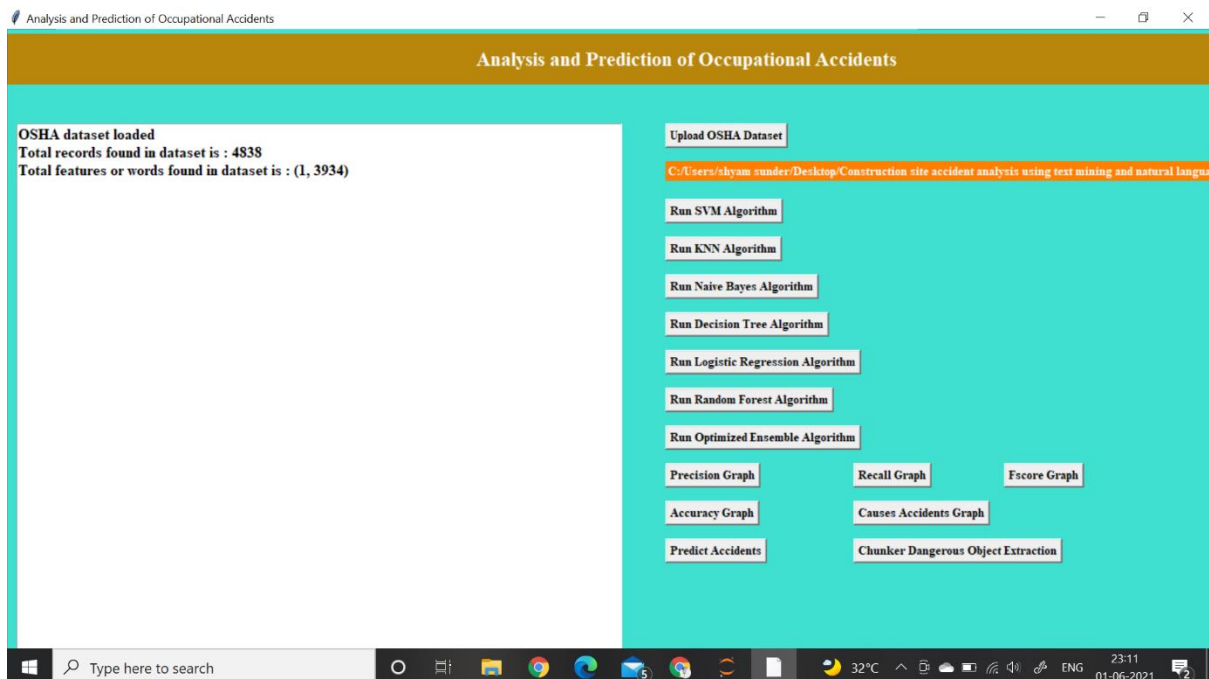 Analysis and Prediction of Occupational Accidents
Analysis and Prediction of Occupational Accidents
OSHA dataset loaded
Total records found in dataset is : 4838
Total features or words found in dataset is : (1, 3934)
Upload OSHA Dataset
C:/Users/shyam sunder/Desktop/Construction site accident analysis using text mining and natural langua
Run SVM Algorithm
Run KNN Algorithm
Run Naive Bayes Algorithm
Run Decision Tree Algorithm
Run Logistic Regression Algorithm
Run Random Forest Algorithm
Run Optimized Ensemble Algorithm
Precision Graph Recall Graph Fscore Graph
Accuracy Graph Causes Accidents Graph
Predict Accidents Chunker Dangerous Object Extraction
Type here to search 5 32°C ENG 23:11 2
01-06-2021